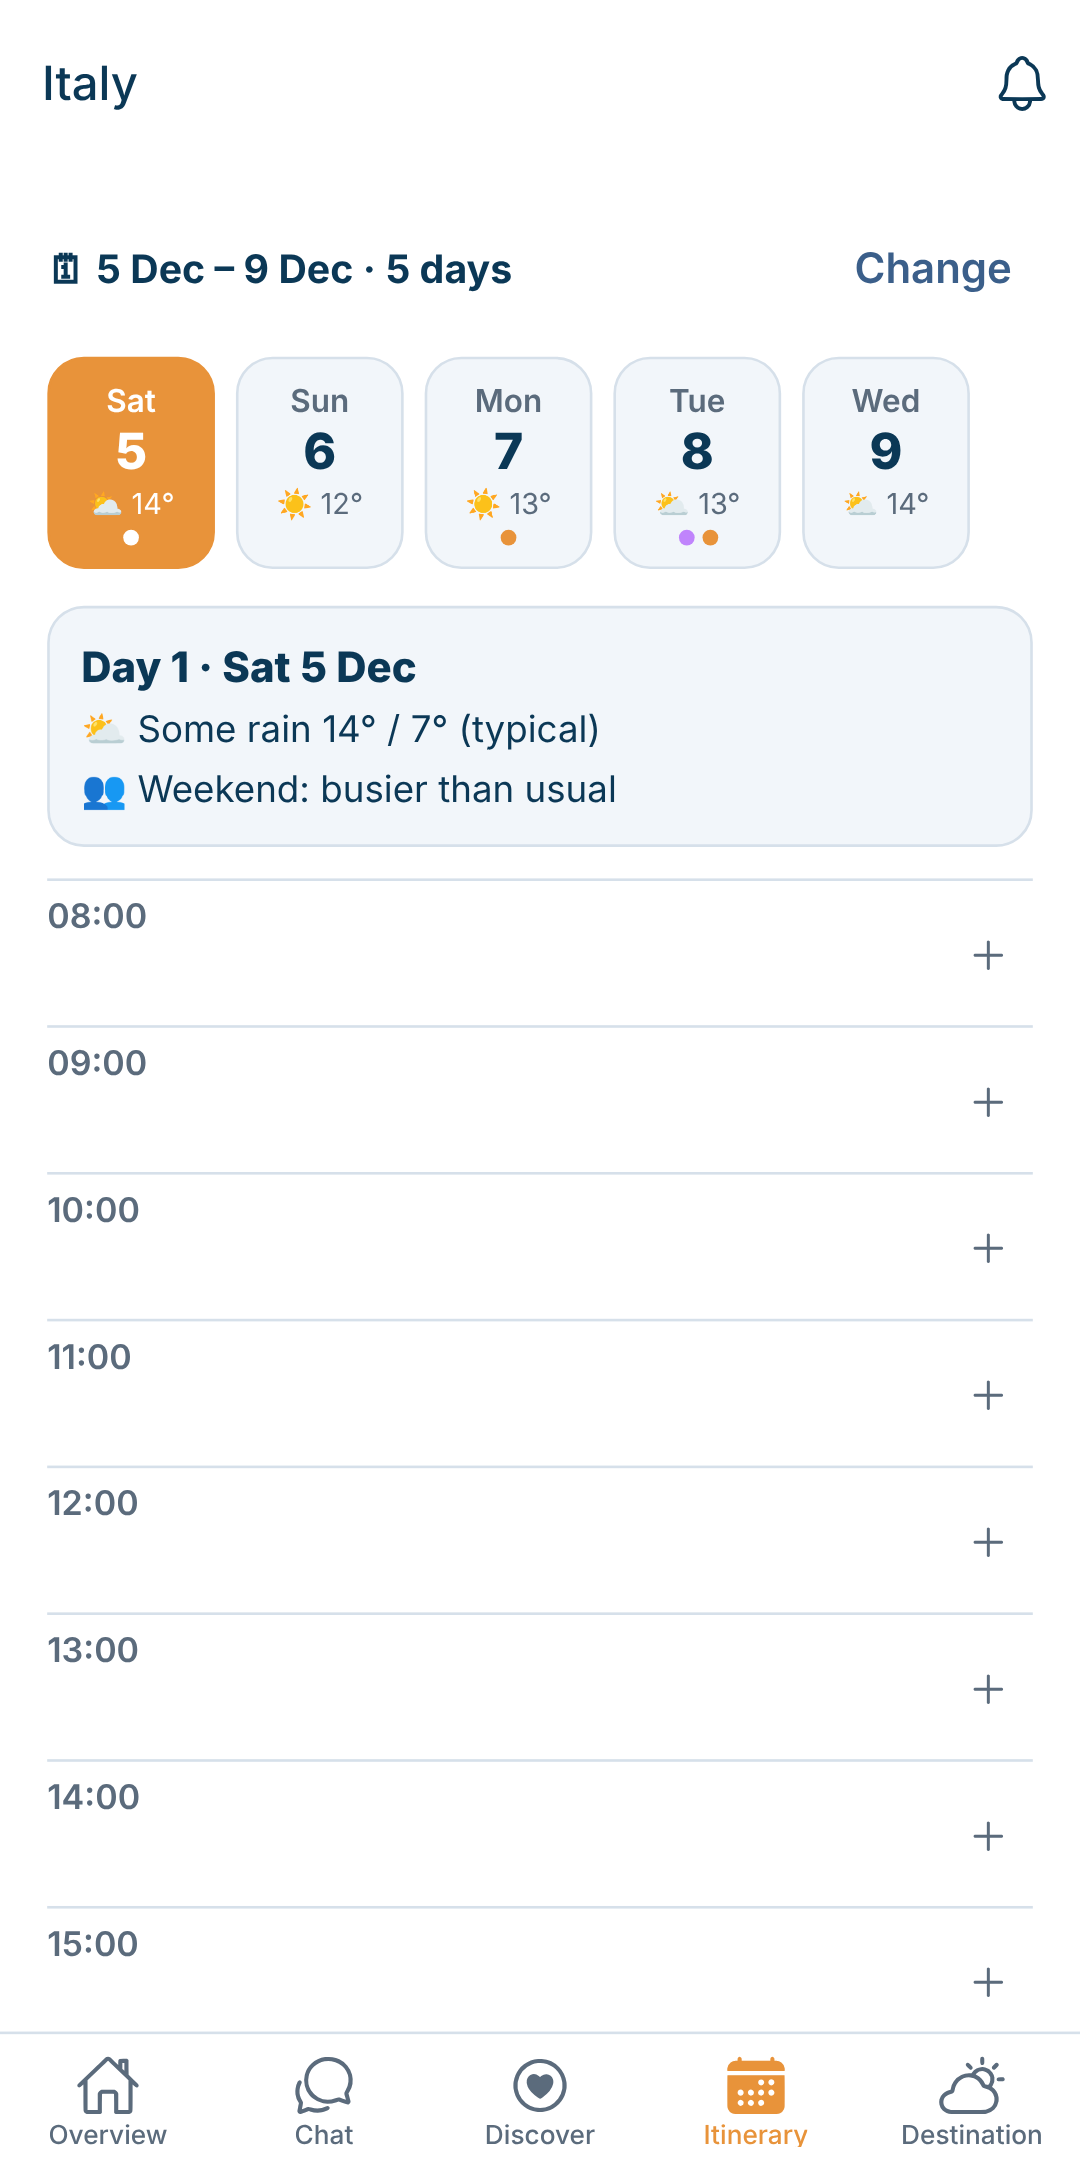 Italy
5 Dec – 9 Dec · 5 days
Change
Sat
5
14°
Sun
6
12°
Mon
7
13°
Tue
8
13°
Wed
9
14°
Day 1 · Sat 5 Dec
Some rain 14° / 7° (typical)
Weekend: busier than usual
08:00
09:00
10:00
11:00
12:00
13:00
14:00
15:00
Overview
Chat
Discover
Itinerary
Destination